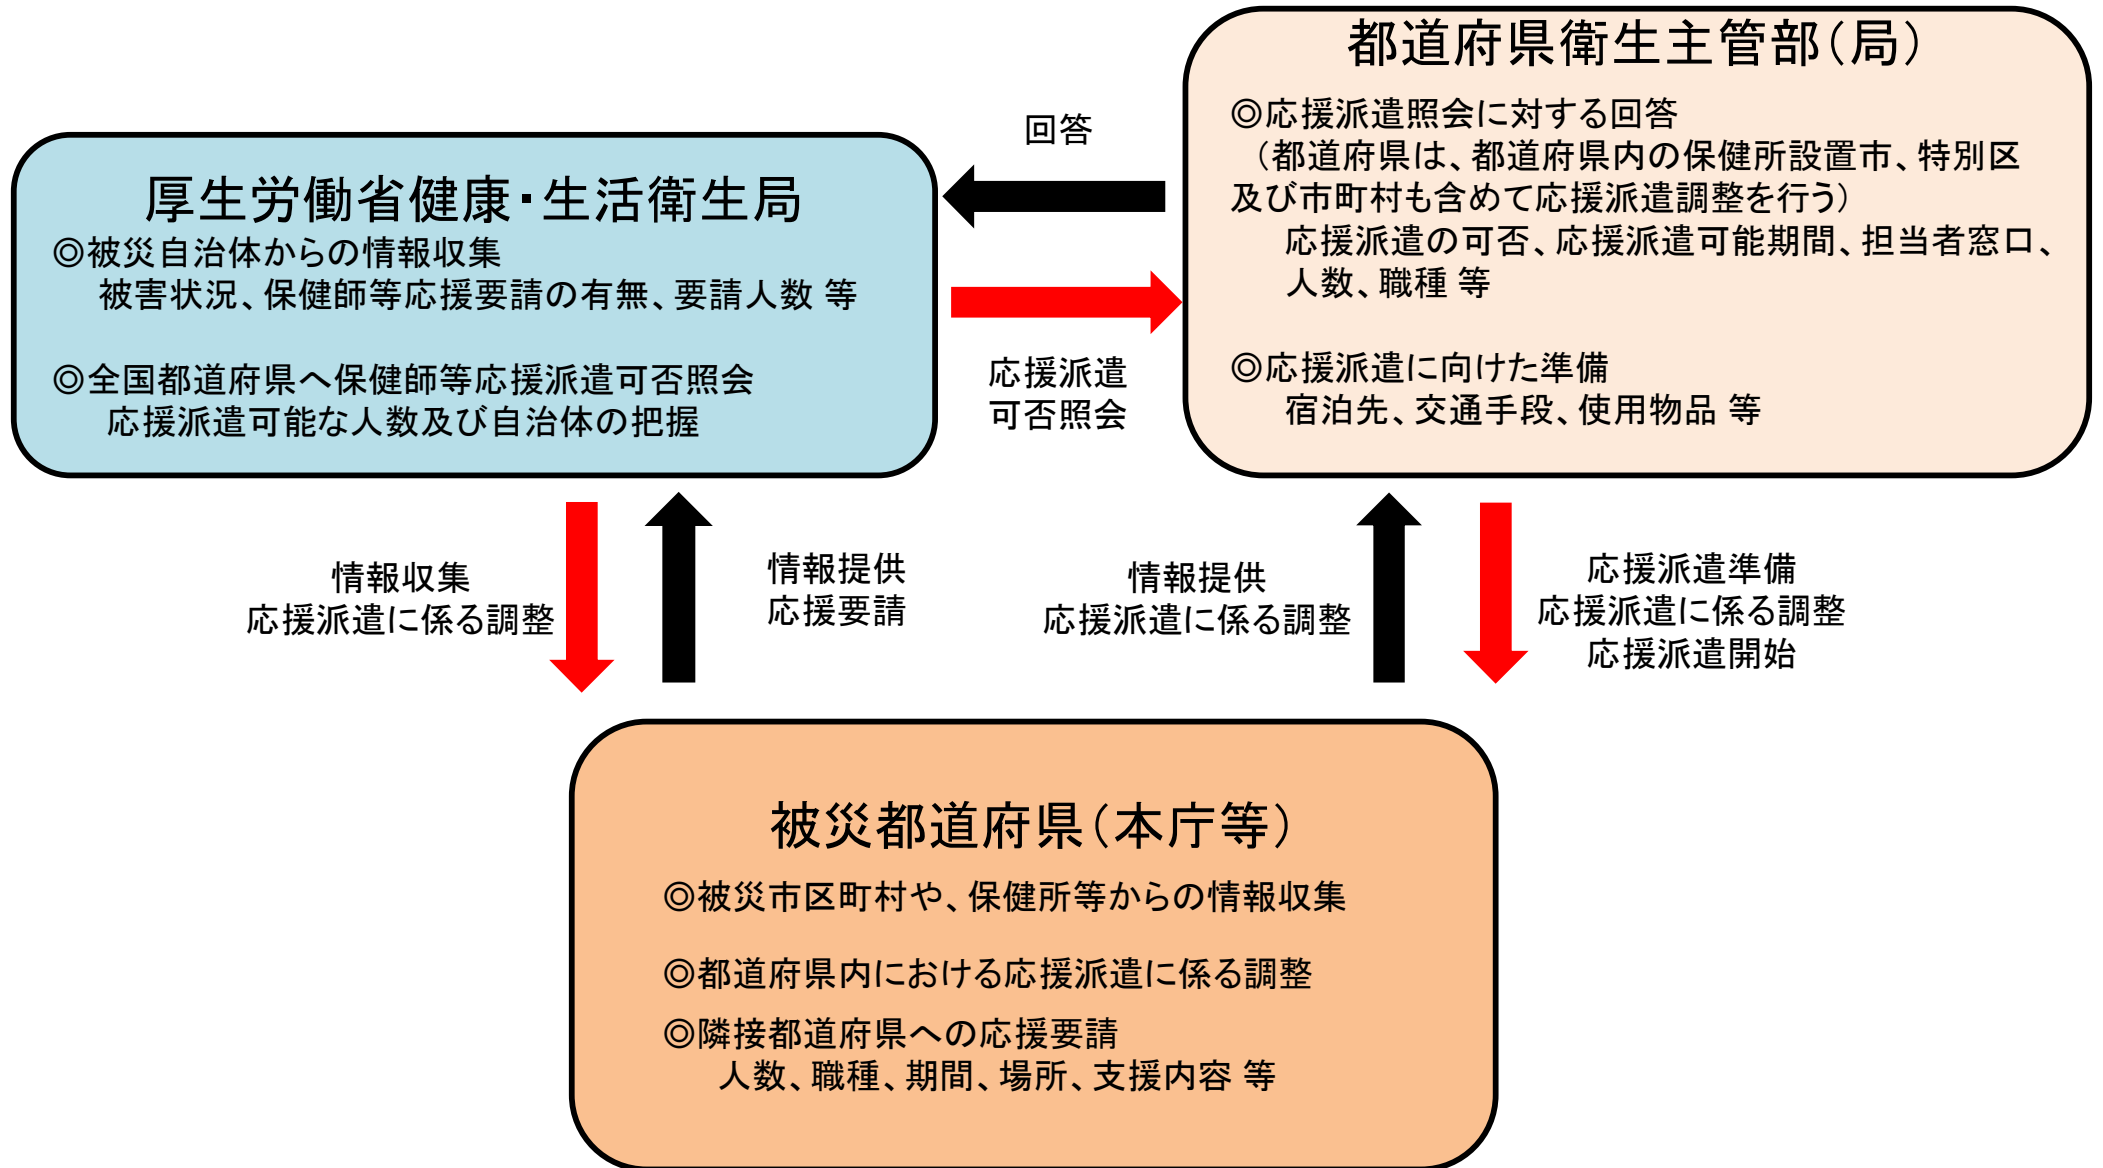 都道府県衛生主管部（局）
◎応援派遣照会に対する回答
（都道府県は、都道府県内の保健所設置市、特別区
及び市町村も含めて応援派遣調整を行う）
応援派遣の可否、応援派遣可能期間、担当者窓口、
人数、職種 等
◎応援派遣に向けた準備
宿泊先、交通手段、使用物品 等
回答
厚生労働省健康・生活衛生局
◎被災自治体からの情報収集
被害状況、保健師等応援要請の有無、要請人数 等
◎全国都道府県へ保健師等応援派遣可否照会
応援派遣可能な人数及び自治体の把握
応援派遣
可否照会
情報収集
応援派遣に係る調整
情報提供
応援要請
情報提供
応援派遣に係る調整
応援派遣準備
応援派遣に係る調整
応援派遣開始
被災都道府県（本庁等）
◎被災市区町村や、保健所等からの情報収集
◎都道府県内における応援派遣に係る調整
◎隣接都道府県への応援要請
人数、職種、期間、場所、支援内容 等